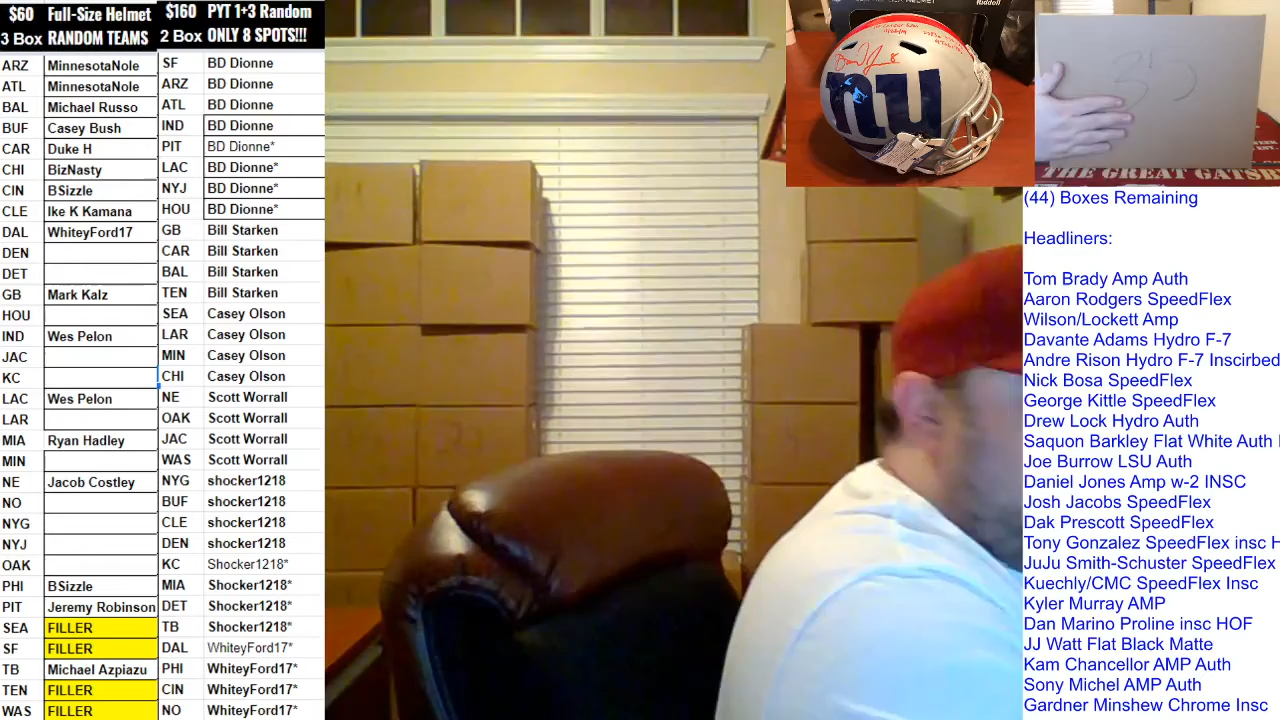 $60 Full-Size Helmet
3 Box RANDOM TEAMS
ARZ MinnesotaNole
ATL MinnesotaNole
BAL Michael Russo
BUF Casey Bush
CAR Duke H
CHI BizNasty
CIN BSizzle
CLE Ike K Kamana
DAL WhiteyFord17
DEN
DET
GB Mark Kalz
HOU
IND Wes Pelon
JAC
KC
LAC Wes Pelon
LAR
MIA Ryan Hadley
MIN
NE Jacob Costley
NO
NYG
NYJ
OAK
PHI BSizzle
PIT Jeremy Robinson
SEA FILLER
SF FILLER
TB Michael Azpiazu
TEN FILLER
WAS FILLER
$160 PYT 1+3 Random
2 Box ONLY 8 SPOTS!!!
SF BD Dionne
ARZ BD Dionne
ATL BD Dionne
IND BD Dionne
PIT BD Dionne*
LAC BD Dionne*
NYJ BD Dionne*
HOU BD Dionne*
GB Bill Starken
CAR Bill Starken
BAL Bill Starken
TEN Bill Starken
SEA Casey Olson
LAR Casey Olson
MIN Casey Olson
CHI Casey Olson
NE Scott Worrall
OAK Scott Worrall
JAC Scott Worrall
WAS Scott Worrall
NYG shocker1218
BUF shocker1218
CLE shocker1218
DEN shocker1218
KC Shocker1218*
MIA Shocker1218*
DET Shocker1218*
TB Shocker1218*
DAL WhiteyFord17*
PHI WhiteyFord17*
CIN WhiteyFord17*
NO WhiteyFord17*
Riddell
ny
35
THE GREAT GATSB
(44) Boxes Remaining
Headliners:
Tom Brady Amp Auth
Aaron Rodgers SpeedFlex
Wilson/Lockett Amp
Davante Adams Hydro F-7
Andre Rison Hydro F-7 Inscirbed
Nick Bosa SpeedFlex
George Kittle SpeedFlex
Drew Lock Hydro Auth
Saquon Barkley Flat White Auth
Joe Burrow LSU Auth
Daniel Jones Amp w-2 INSC
Josh Jacobs SpeedFlex
Dak Prescott SpeedFlex
Tony Gonzalez SpeedFlex insc H
JuJu Smith-Schuster SpeedFlex
Kuechly/CMC SpeedFlex Insc
Kyler Murray AMP
Dan Marino Proline insc HOF
JJ Watt Flat Black Matte
Kam Chancellor AMP Auth
Sony Michel AMP Auth
Gardner Minshew Chrome Insc